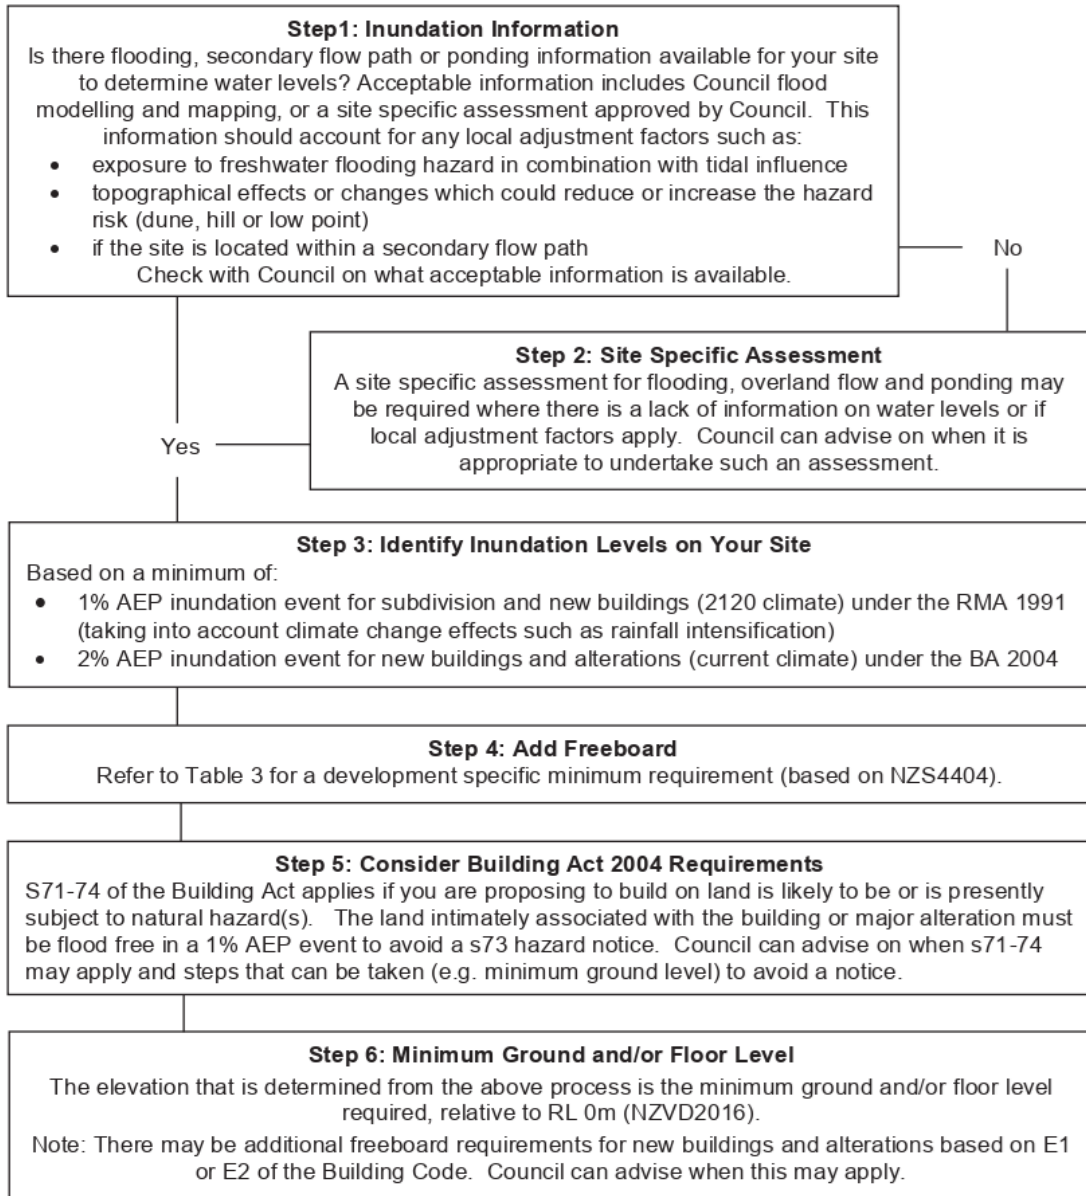 Step1: Inundation Information
Is there flooding, secondary flow path or ponding information available for your site
to determine water levels? Acceptable information includes Council flood
modelling and mapping, or a site specific assessment approved by Council.  This
information should account for any local adjustment factors such as:
• exposure to freshwater flooding hazard in combination with tidal influence
• topographical effects or changes which could reduce or increase the hazard
risk (dune, hill or low point)
• if the site is located within a secondary flow path
Check with Council on what acceptable information is available.
No
Step 2: Site Specific Assessment
A site specific assessment for flooding, overland flow and ponding may
be required where there is a lack of information on water levels or if
local adjustment factors apply.  Council can advise on when it is
appropriate to undertake such an assessment.
Yes
Step 3: Identify Inundation Levels on Your Site
Based on a minimum of:
• 1% AEP inundation event for subdivision and new buildings (2120 climate) under the RMA 1991
(taking into account climate change effects such as rainfall intensification)
• 2% AEP inundation event for new buildings and alterations (current climate) under the BA 2004
Step 4: Add Freeboard
Refer to Table 3 for a development specific minimum requirement (based on NZS4404).
Step 5: Consider Building Act 2004 Requirements
S71-74 of the Building Act applies if you are proposing to build on land is likely to be or is presently
subject to natural hazard(s).   The land intimately associated with the building or major alteration must
be flood free in a 1% AEP event to avoid a s73 hazard notice.  Council can advise on when s71-74
may apply and steps that can be taken (e.g. minimum ground level) to avoid a notice.
Step 6: Minimum Ground and/or Floor Level
The elevation that is determined from the above process is the minimum ground and/or floor level
required, relative to RL 0m (NZVD2016).
Note: There may be additional freeboard requirements for new buildings and alterations based on E1
or E2 of the Building Code.  Council can advise when this may apply.